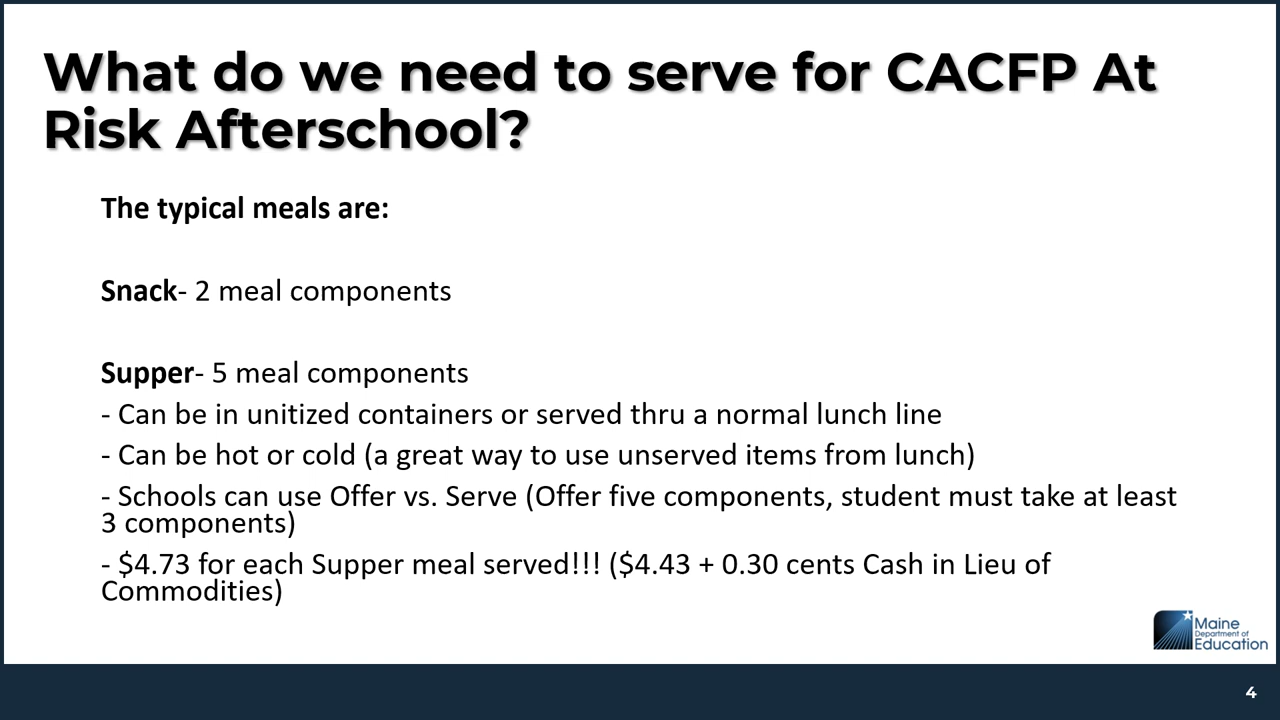 What do we need to serve for CACFP At
Risk Afterschool?
The typical meals are:
Snack- 2 meal components
Supper- 5 meal components
- Can be in unitized containers or served thru a normal lunch line
- Can be hot or cold (a great way to use unserved items from lunch)
- Schools can use Offer vs. Serve (Offer five components, student must take at least
3 components)
- $4.73 for each Supper meal served!!! ($4.43 + 0.30 cents Cash in Lieu of
Commodities)
Maine
Department of
Education
4